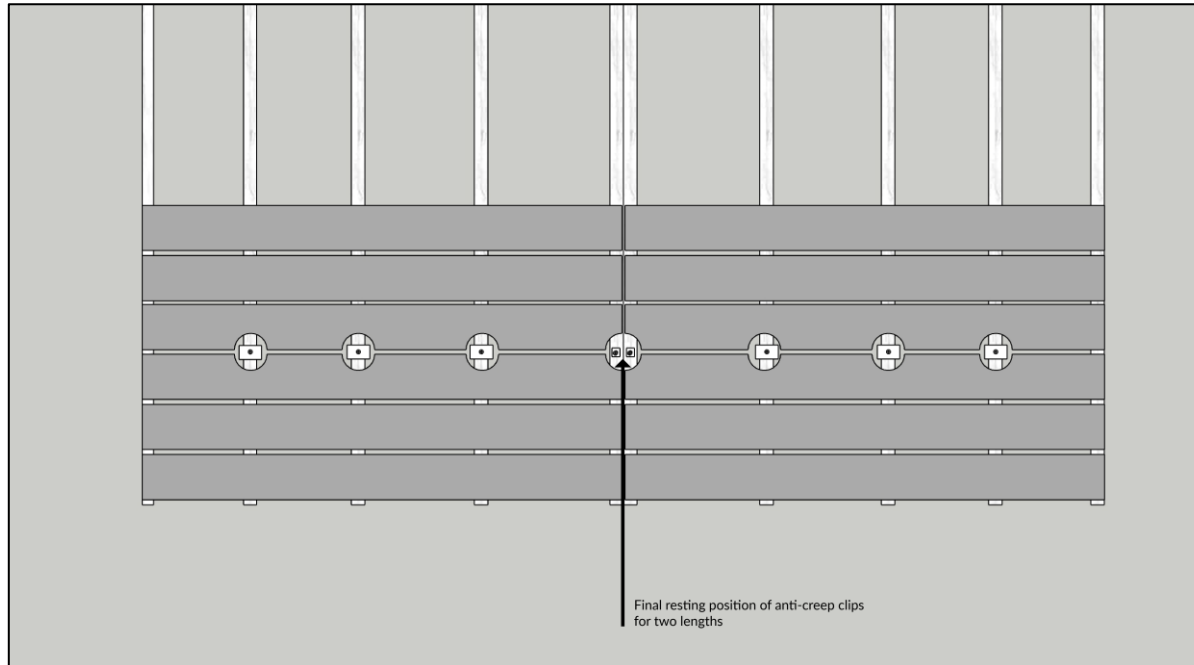 Final resting position of anti-creep clips
for two lengths